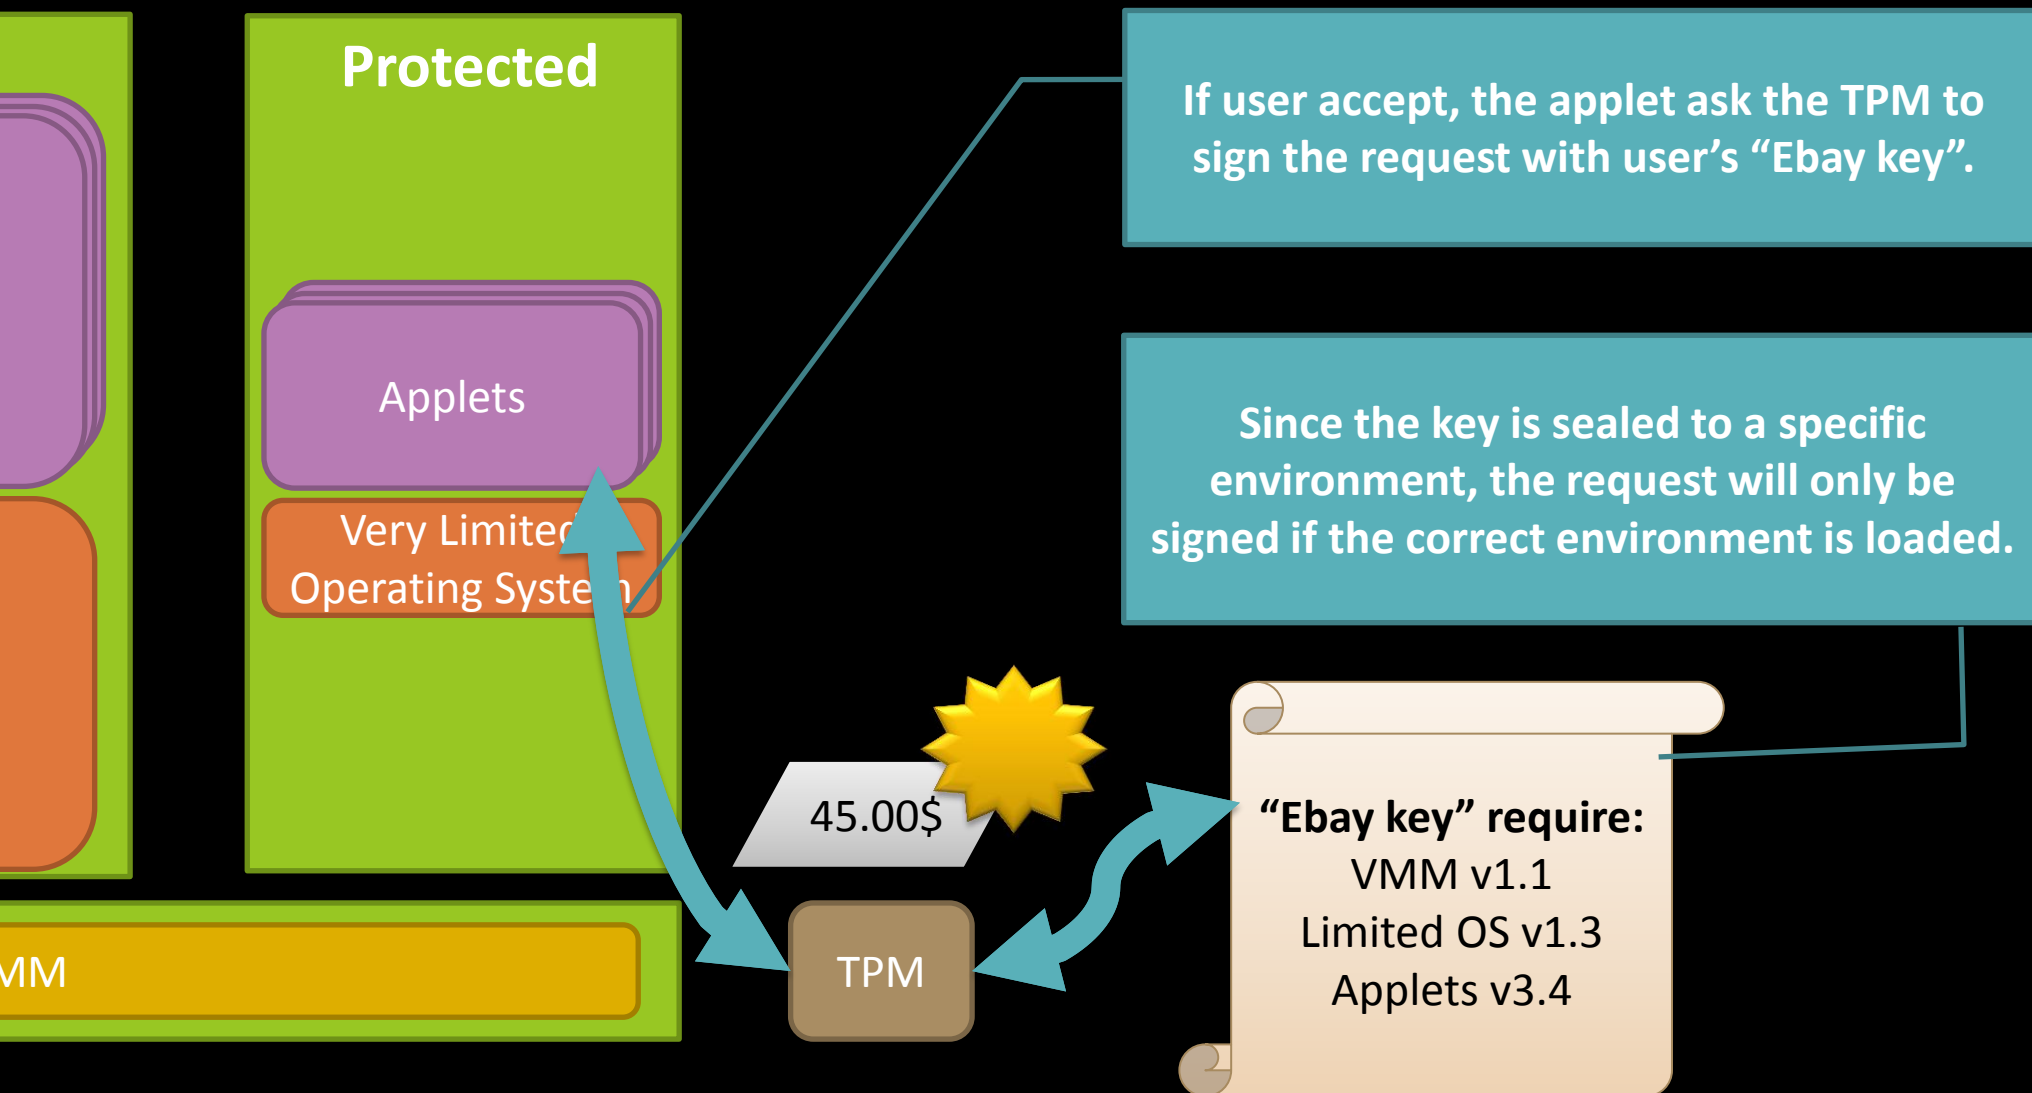 Protected
Applets
Very Limited
Operating System
If user accept, the applet ask the TPM to
sign the request with user’s “Ebay key”.
Since the key is sealed to a specific
environment, the request will only be
signed if the correct environment is loaded.
45.00$
“Ebay key” require:
VMM v1.1
Limited OS v1.3
Applets v3.4
MM
TPM